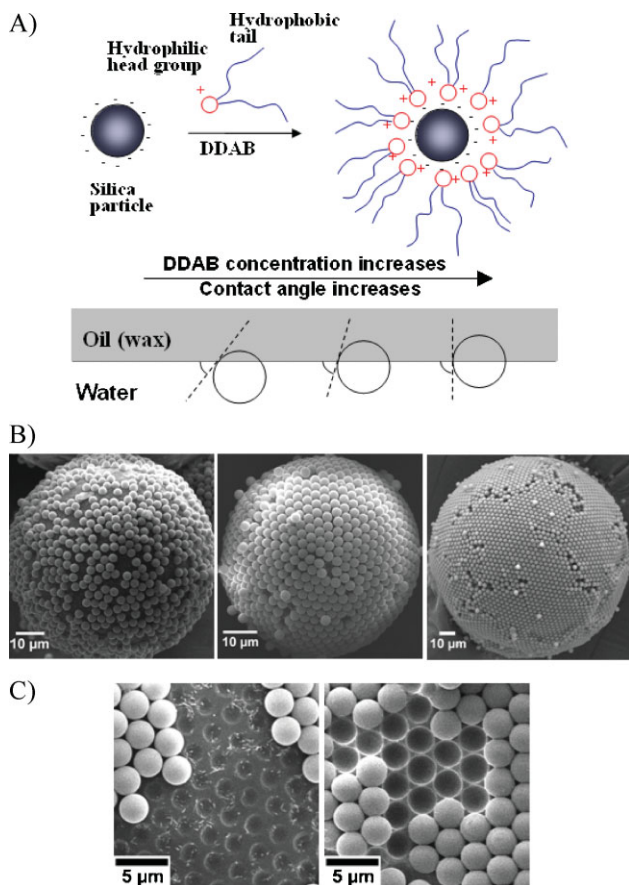 A)
Hydrophobic
tail
Hydrophilic
head group
+
DDAB
Silica
particle
DDAB concentration increases
Contact angle increases
Oil (wax)
Water
B)
10 µm
10 µm
10 µm
C)
5 µm
5 µm